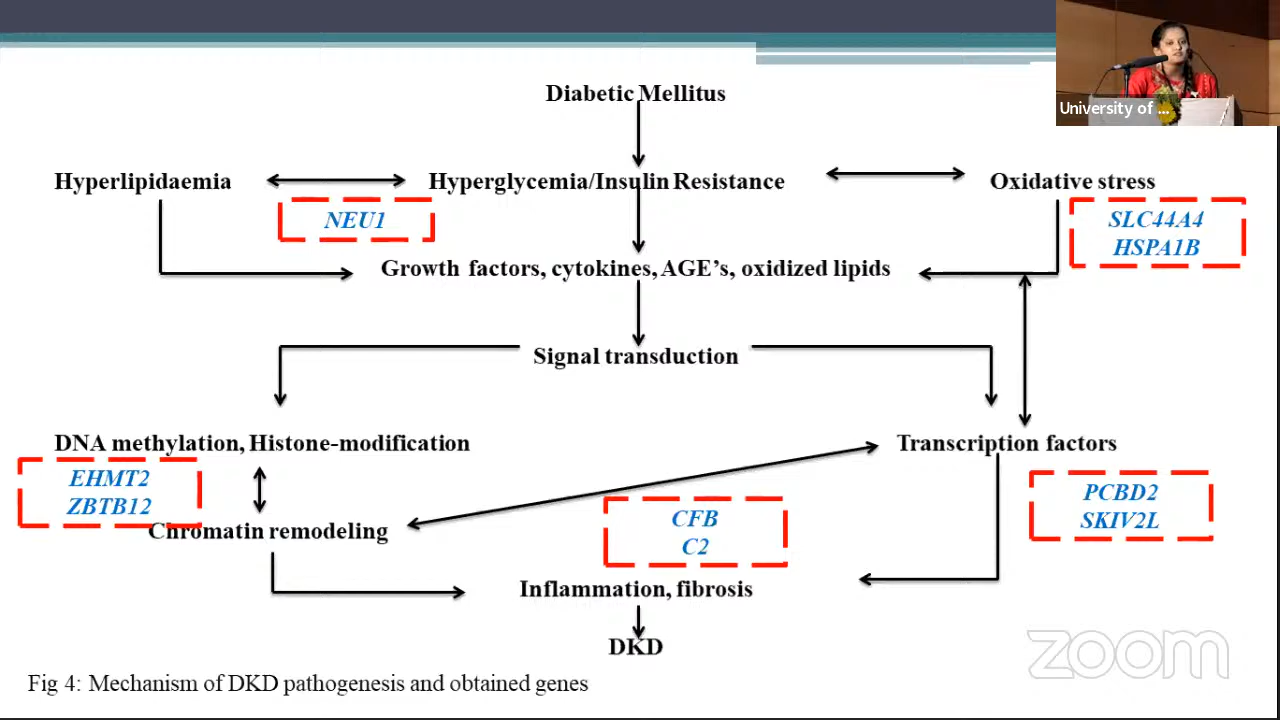 University of ...
Diabetic Mellitus
Hyperlipidaemia
Hyperglycemia/Insulin Resistance
Oxidative stress
NEU1
SLC44A4
HSPA1B
Growth factors, cytokines, AGE's, oxidized lipids
Signal transduction
DNA methylation, Histone-modification
Transcription factors
EHMT2
ZBTB12
PCBD2
SKIV2L
Chromatin remodeling
CFB
C2
Inflammation, fibrosis
DKD
zoom
Fig 4: Mechanism of DKD pathogenesis and obtained genes